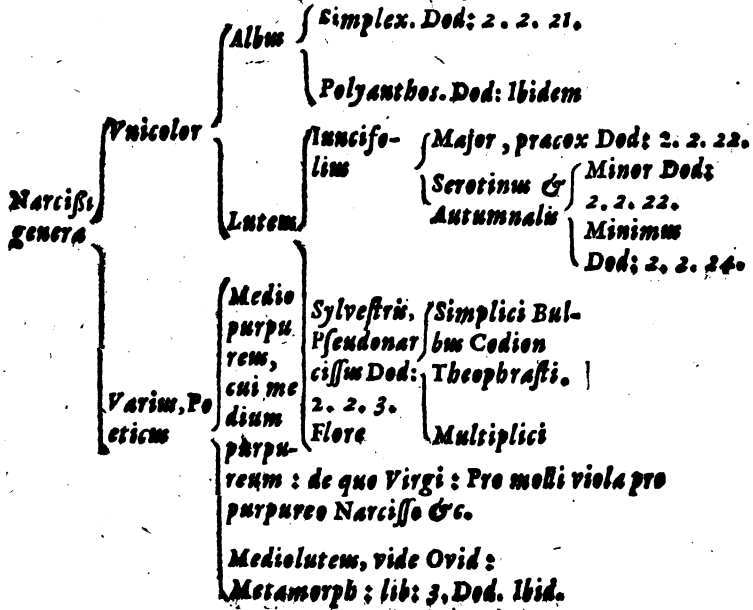 Narcißi
genera
Vnicolor
Albus
Simplex. Dod: 2. 2. 21.
Polyanthos. Dod: Ibidem
Luteus
Iuncifo-
lius
Major, præcox Dod: 2. 2. 22.
Serotinus &
Autumnalis
Minor Dod:
2. 2. 22.
Minimus
Dod: 2. 2. 24.
Sylvestris,
Pseudonar
cissus Dod:
2. 2. 3.
Flore
Simplici Bul-
bus Codion
Theophrasti.
Multiplici
Varius, Po
eticus
Medio
purpu
reus,
cui me
dium
purpu-
reum : de quo Virgi : Pro molli viola pro
purpureo Narcisso &c.
Medioluteus, vide Ovid :
Metamorph : lib: 3, Dod. Ibid.